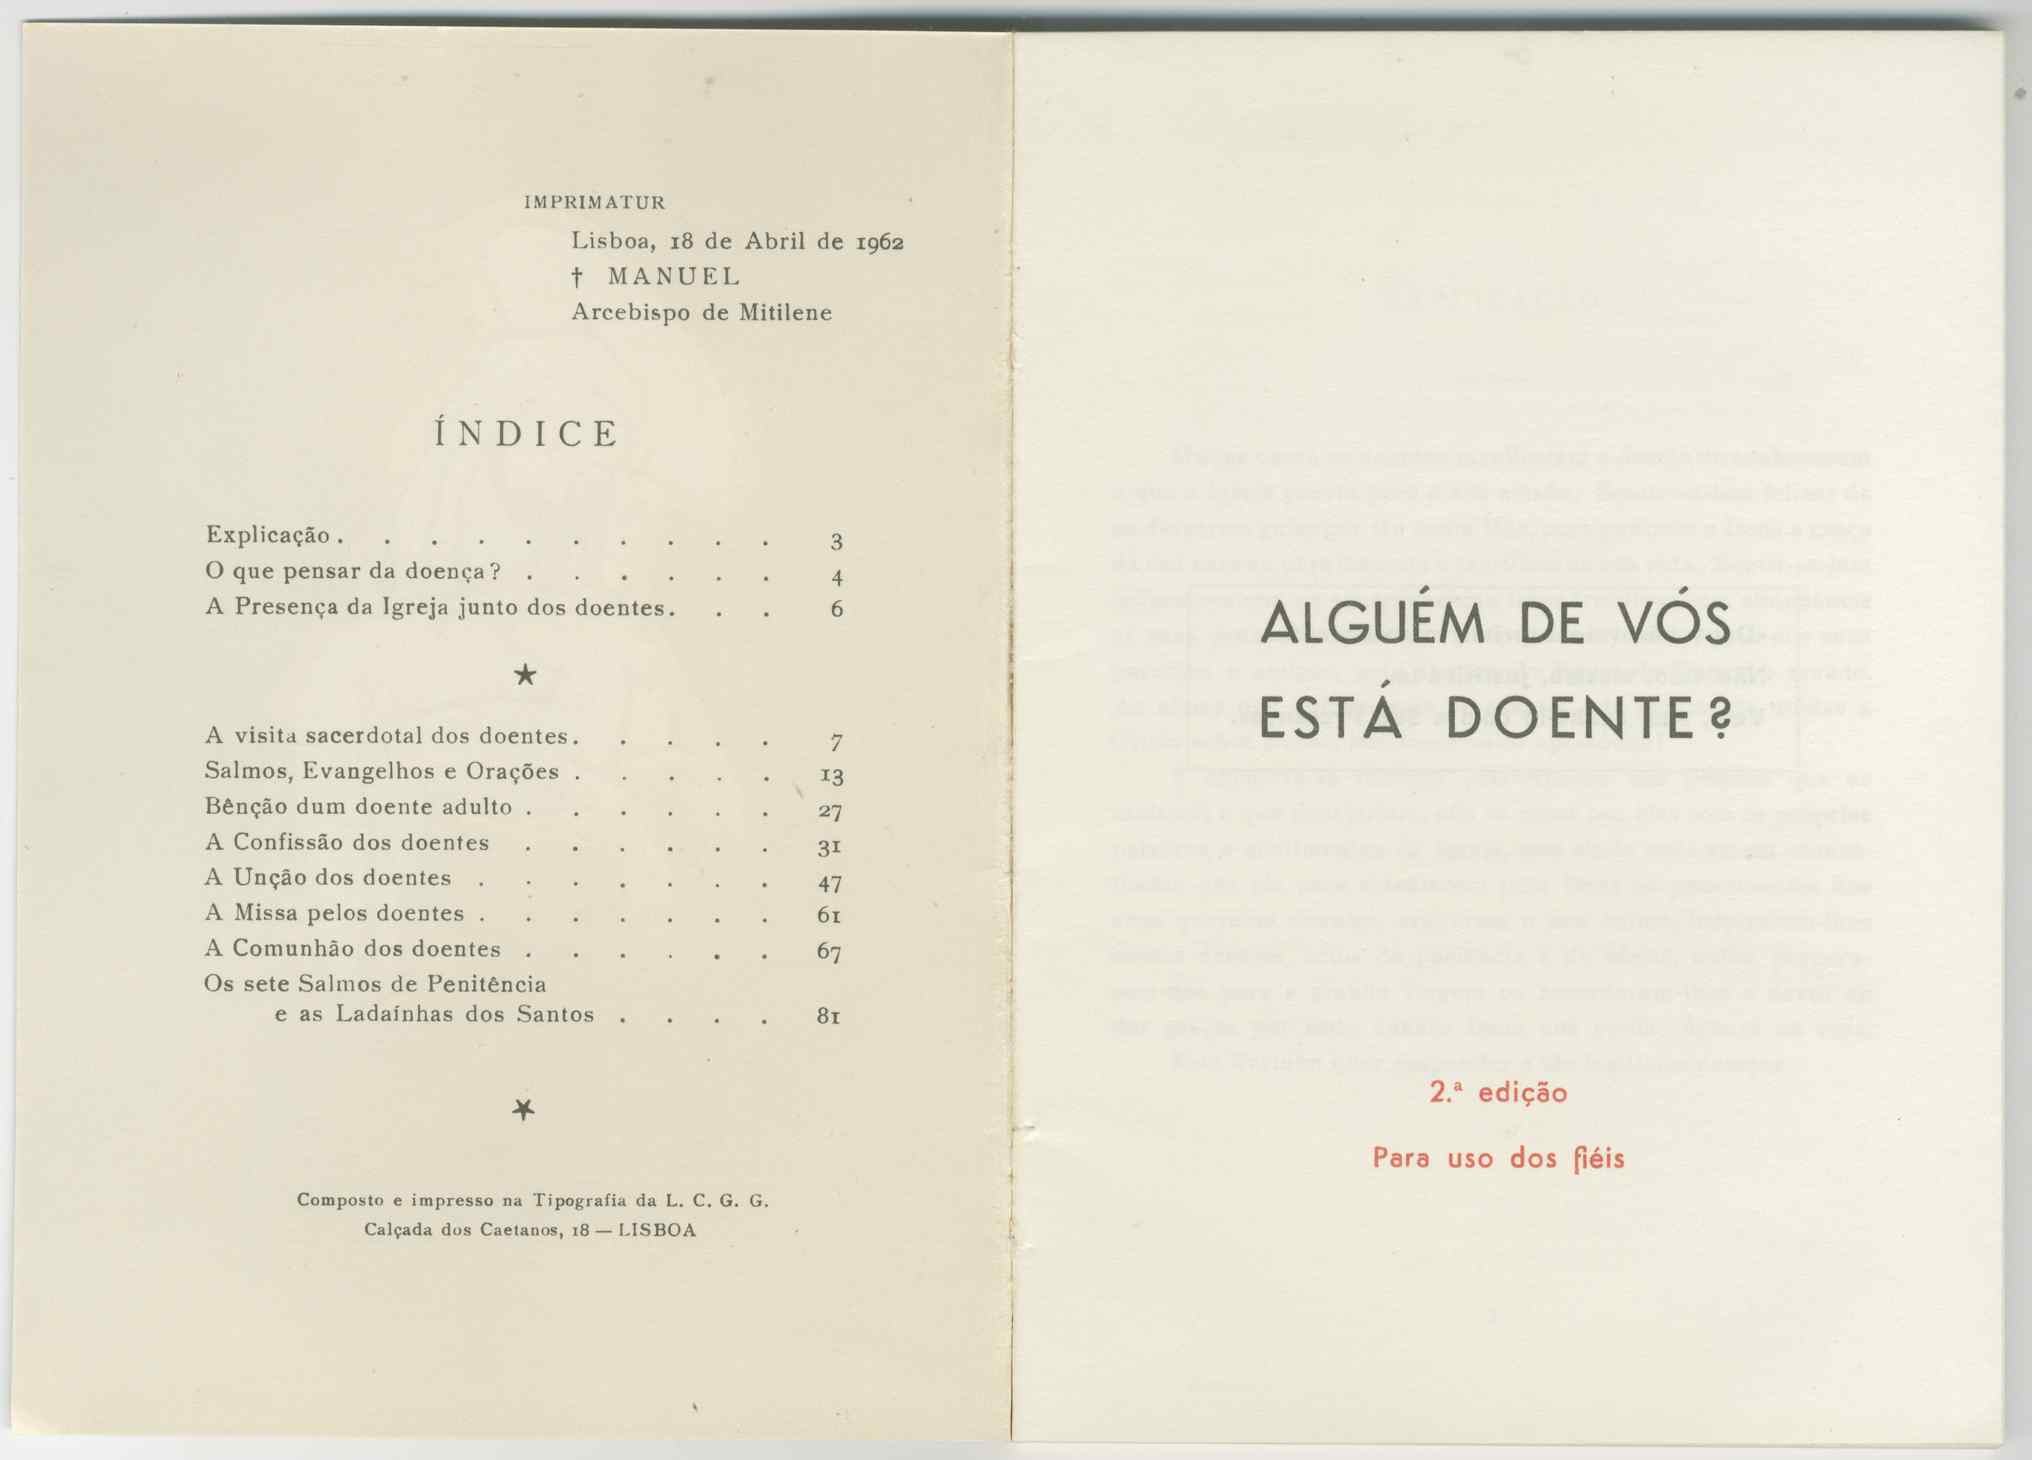 IMPRIMATUR
Lisboa, 18 de Abril de 1962
† MANUEL
Arcebispo de Mitilene
ÍNDICE
Explicação . . . . . . . . . . 3
O que pensar da doença? . . . . . . 4
A Presença da Igreja junto dos doentes. . . 6
★
A visita sacerdotal dos doentes. . . . . 7
Salmos, Evangelhos e Orações . . . . . 13
Bênção dum doente adulto . . . . . . 27
A Confissão dos doentes . . . . . . 31
A Unção dos doentes . . . . . . . 47
A Missa pelos doentes . . . . . . . 61
A Comunhão dos doentes . . . . . . 67
Os sete Salmos de Penitência
e as Ladaínhas dos Santos . . . . 81
★
Composto e impresso na Tipografia da L. C. G. G.
Calçada dos Caetanos, 18 — LISBOA
ALGUÉM DE VÓS
ESTÁ DOENTE?
2.ª edição
Para uso dos fiéis